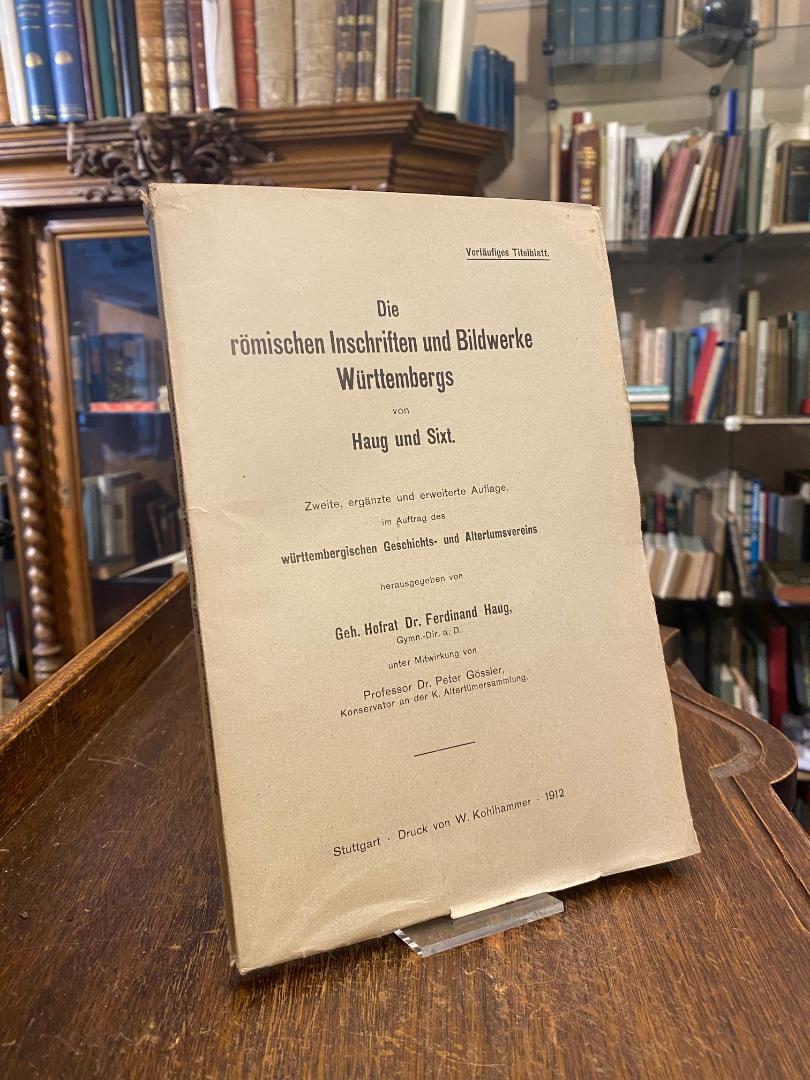 Vorläufiges Titelblatt.
Die
römischen Inschriften und Bildwerke
Württembergs
von
Haug und Sixt.
Zweite, ergänzte und erweiterte Auflage,
im Auftrag des
württembergischen Geschichts- und Altertumsvereins
herausgegeben von
Geh. Hofrat Dr. Ferdinand Haug,
Gymn.-Dir. a. D.
unter Mitwirkung von
Professor Dr. Peter Gössler,
Konservator an der K. Altertümersammlung.
Stuttgart · Druck von W. Kohlhammer · 1912